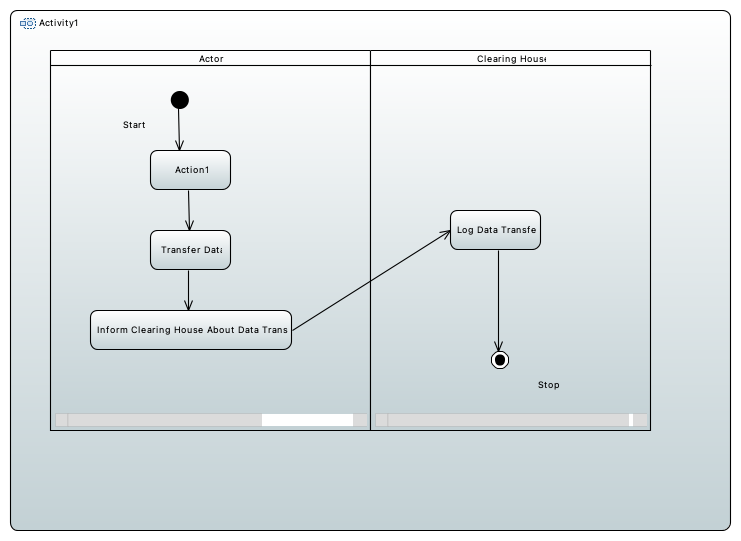 Activity1
Actor
Clearing House
Start
Action1
Transfer Data
Log Data Transfe
Inform Clearing House About Data Trans
Stop